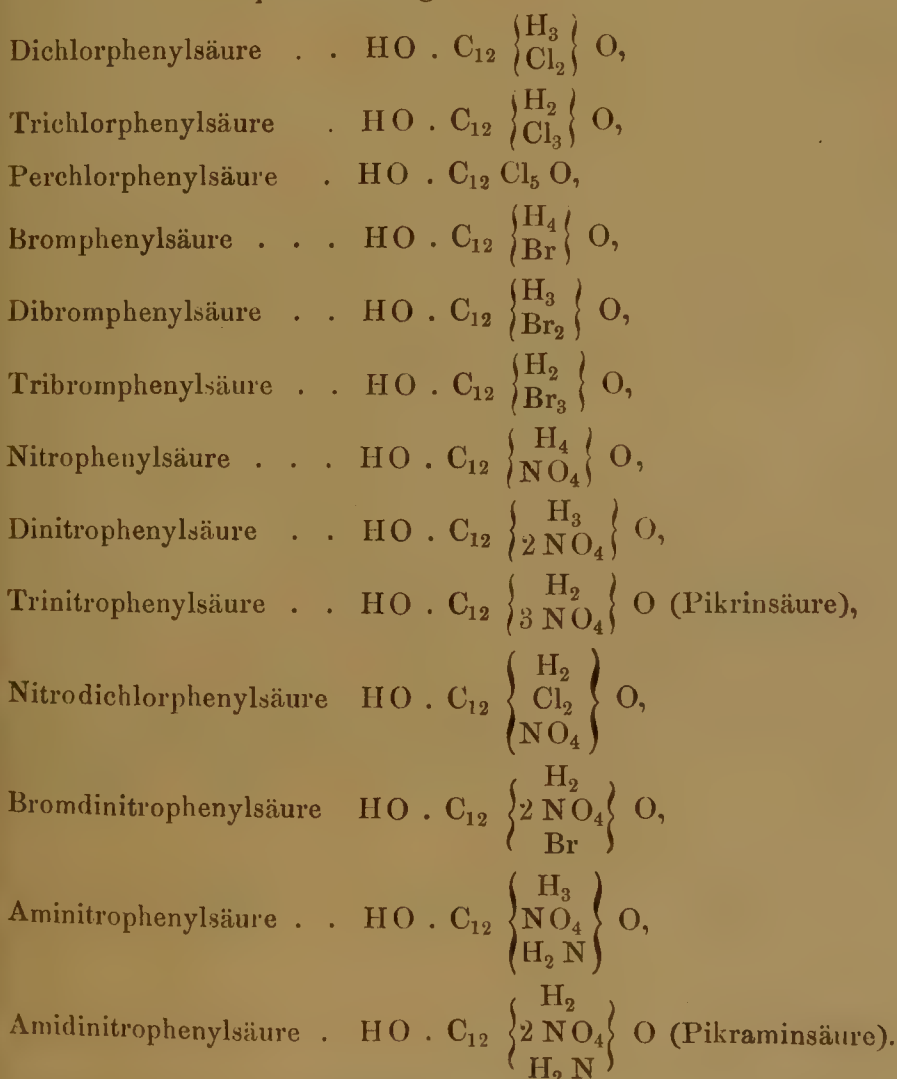 Dichlorphenylsäure . . HO . C₁₂ {H₃ Cl₂} O,
Trichlorphenylsäure . HO . C₁₂ {H₂ Cl₃} O,
Perchlorphenylsäure . HO . C₁₂ Cl₅ O,
Bromphenylsäure . . . HO . C₁₂ {H₄ Br} O,
Dibromphenylsäure . . HO . C₁₂ {H₃ Br₂} O,
Tribromphenylsäure . . HO . C₁₂ {H₂ Br₃} O,
Nitrophenylsäure . . . HO . C₁₂ {H₄ NO₄} O,
Dinitrophenylsäure . . HO . C₁₂ {H₃ 2 NO₄} O,
Trinitrophenylsäure . . HO . C₁₂ {H₂ 3 NO₄} O (Pikrinsäure),
Nitrodichlorphenylsäure HO . C₁₂ {H₂ Cl₂ NO₄} O,
Bromdinitrophenylsäure HO . C₁₂ {H₂ 2 NO₄ Br} O,
Aminitrophenylsäure . . HO . C₁₂ {H₃ NO₄ H₂ N} O,
Amidinitrophenylsäure . HO . C₁₂ {H₂ 2 NO₄ H₂ N} O (Pikraminsäure).